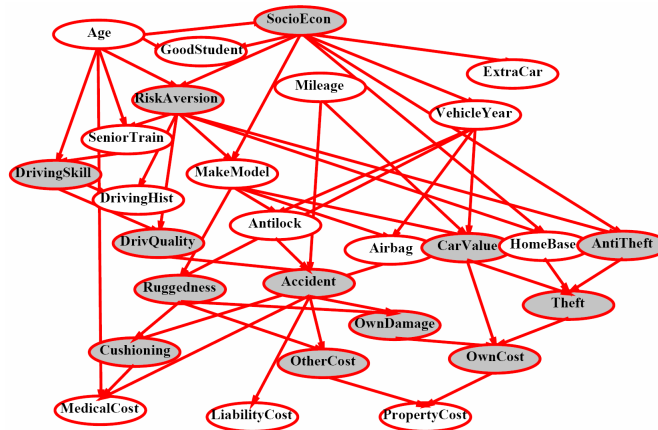 SocioEcon
Age
GoodStudent
ExtraCar
Mileage
RiskAversion
VehicleYear
SeniorTrain
DrivingSkill
MakeModel
DrivingHist
Antilock
DrivQuality
Airbag
CarValue
HomeBase
AntiTheft
Ruggedness
Accident
Theft
OwnDamage
Cushioning
OtherCost
OwnCost
MedicalCost
LiabilityCost
PropertyCost